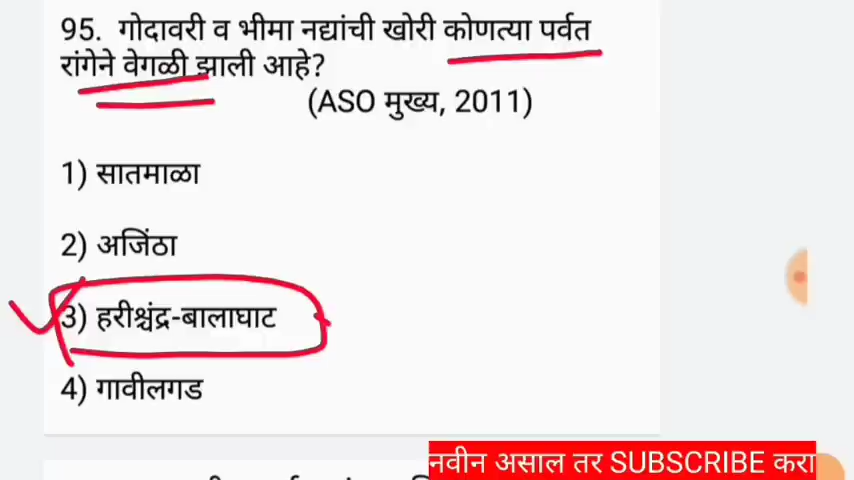 95. गोदावरी व भीमा नद्यांची खोरी कोणत्या पर्वत
रांगेने वेगळी झाली आहे?
(ASO मुख्य, 2011)
1) सातमाळा
2) अजिंठा
3) हरीश्चंद्र-बालाघाट
4) गावीलगड
नवीन असाल तर SUBSCRIBE करा